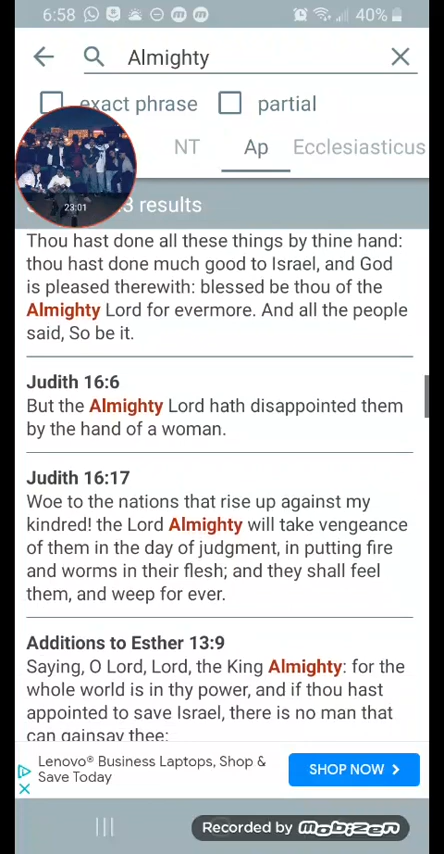 6:58
40%
Almighty
exact phrase
partial
NT
Ap
Ecclesiasticus
23:01
3 results
Thou hast done all these things by thine hand:
thou hast done much good to Israel, and God
is pleased therewith: blessed be thou of the
Almighty Lord for evermore. And all the people
said, So be it.
Judith 16:6
But the Almighty Lord hath disappointed them
by the hand of a woman.
Judith 16:17
Woe to the nations that rise up against my
kindred! the Lord Almighty will take vengeance
of them in the day of judgment, in putting fire
and worms in their flesh; and they shall feel
them, and weep for ever.
Additions to Esther 13:9
Saying, O Lord, Lord, the King Almighty: for the
whole world is in thy power, and if thou hast
appointed to save Israel, there is no man that
can gainsay thee:
Lenovo® Business Laptops, Shop &
Save Today
SHOP NOW
Recorded by mobizen